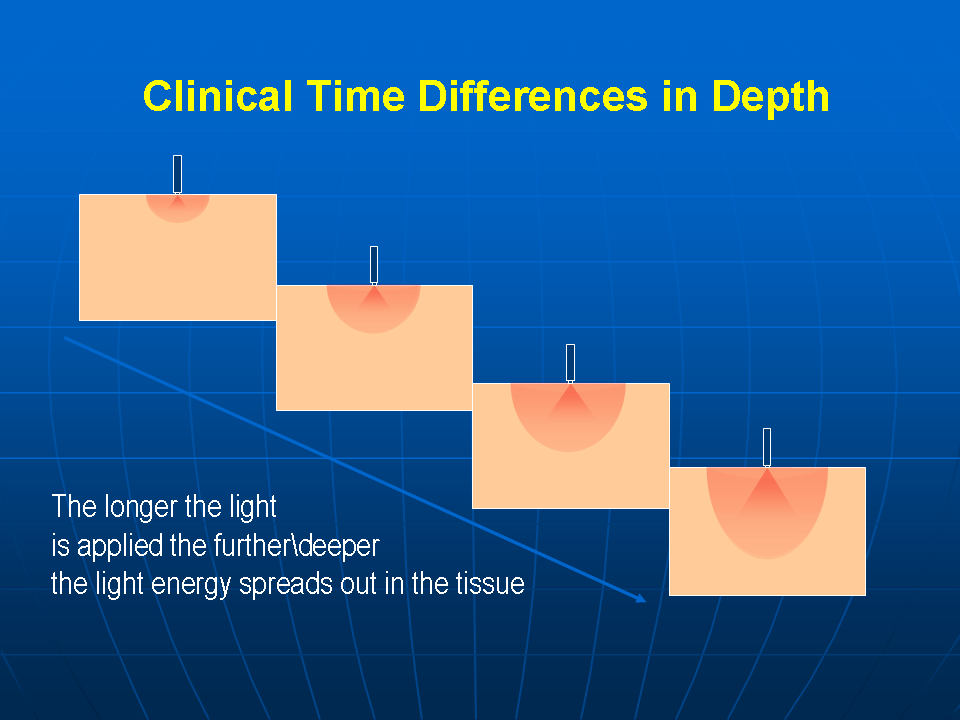 Clinical Time Differences in Depth
The longer the light
is applied the further\deeper
the light energy spreads out in the tissue